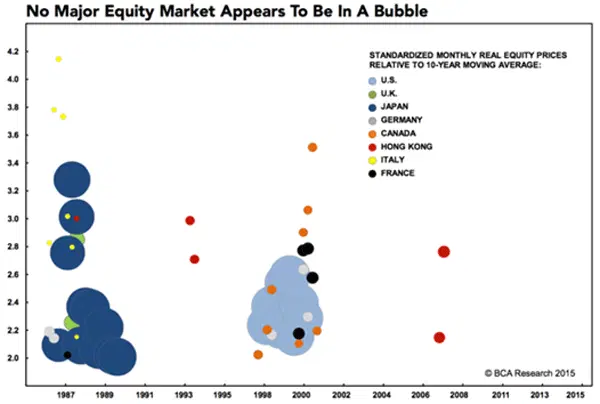 No Major Equity Market Appears To Be In A Bubble
STANDARDIZED MONTHLY REAL EQUITY PRICES
RELATIVE TO 10-YEAR MOVING AVERAGE:
U.S.
U.K.
JAPAN
GERMANY
CANADA
HONG KONG
ITALY
FRANCE
4.2
4.0
3.8
3.6
3.4
3.2
3.0
2.8
2.6
2.4
2.2
2.0
© BCA Research 2015
1987 1989 1991 1993 1995 1998 2000 2002 2004 2006 2008 2011 2013 2015